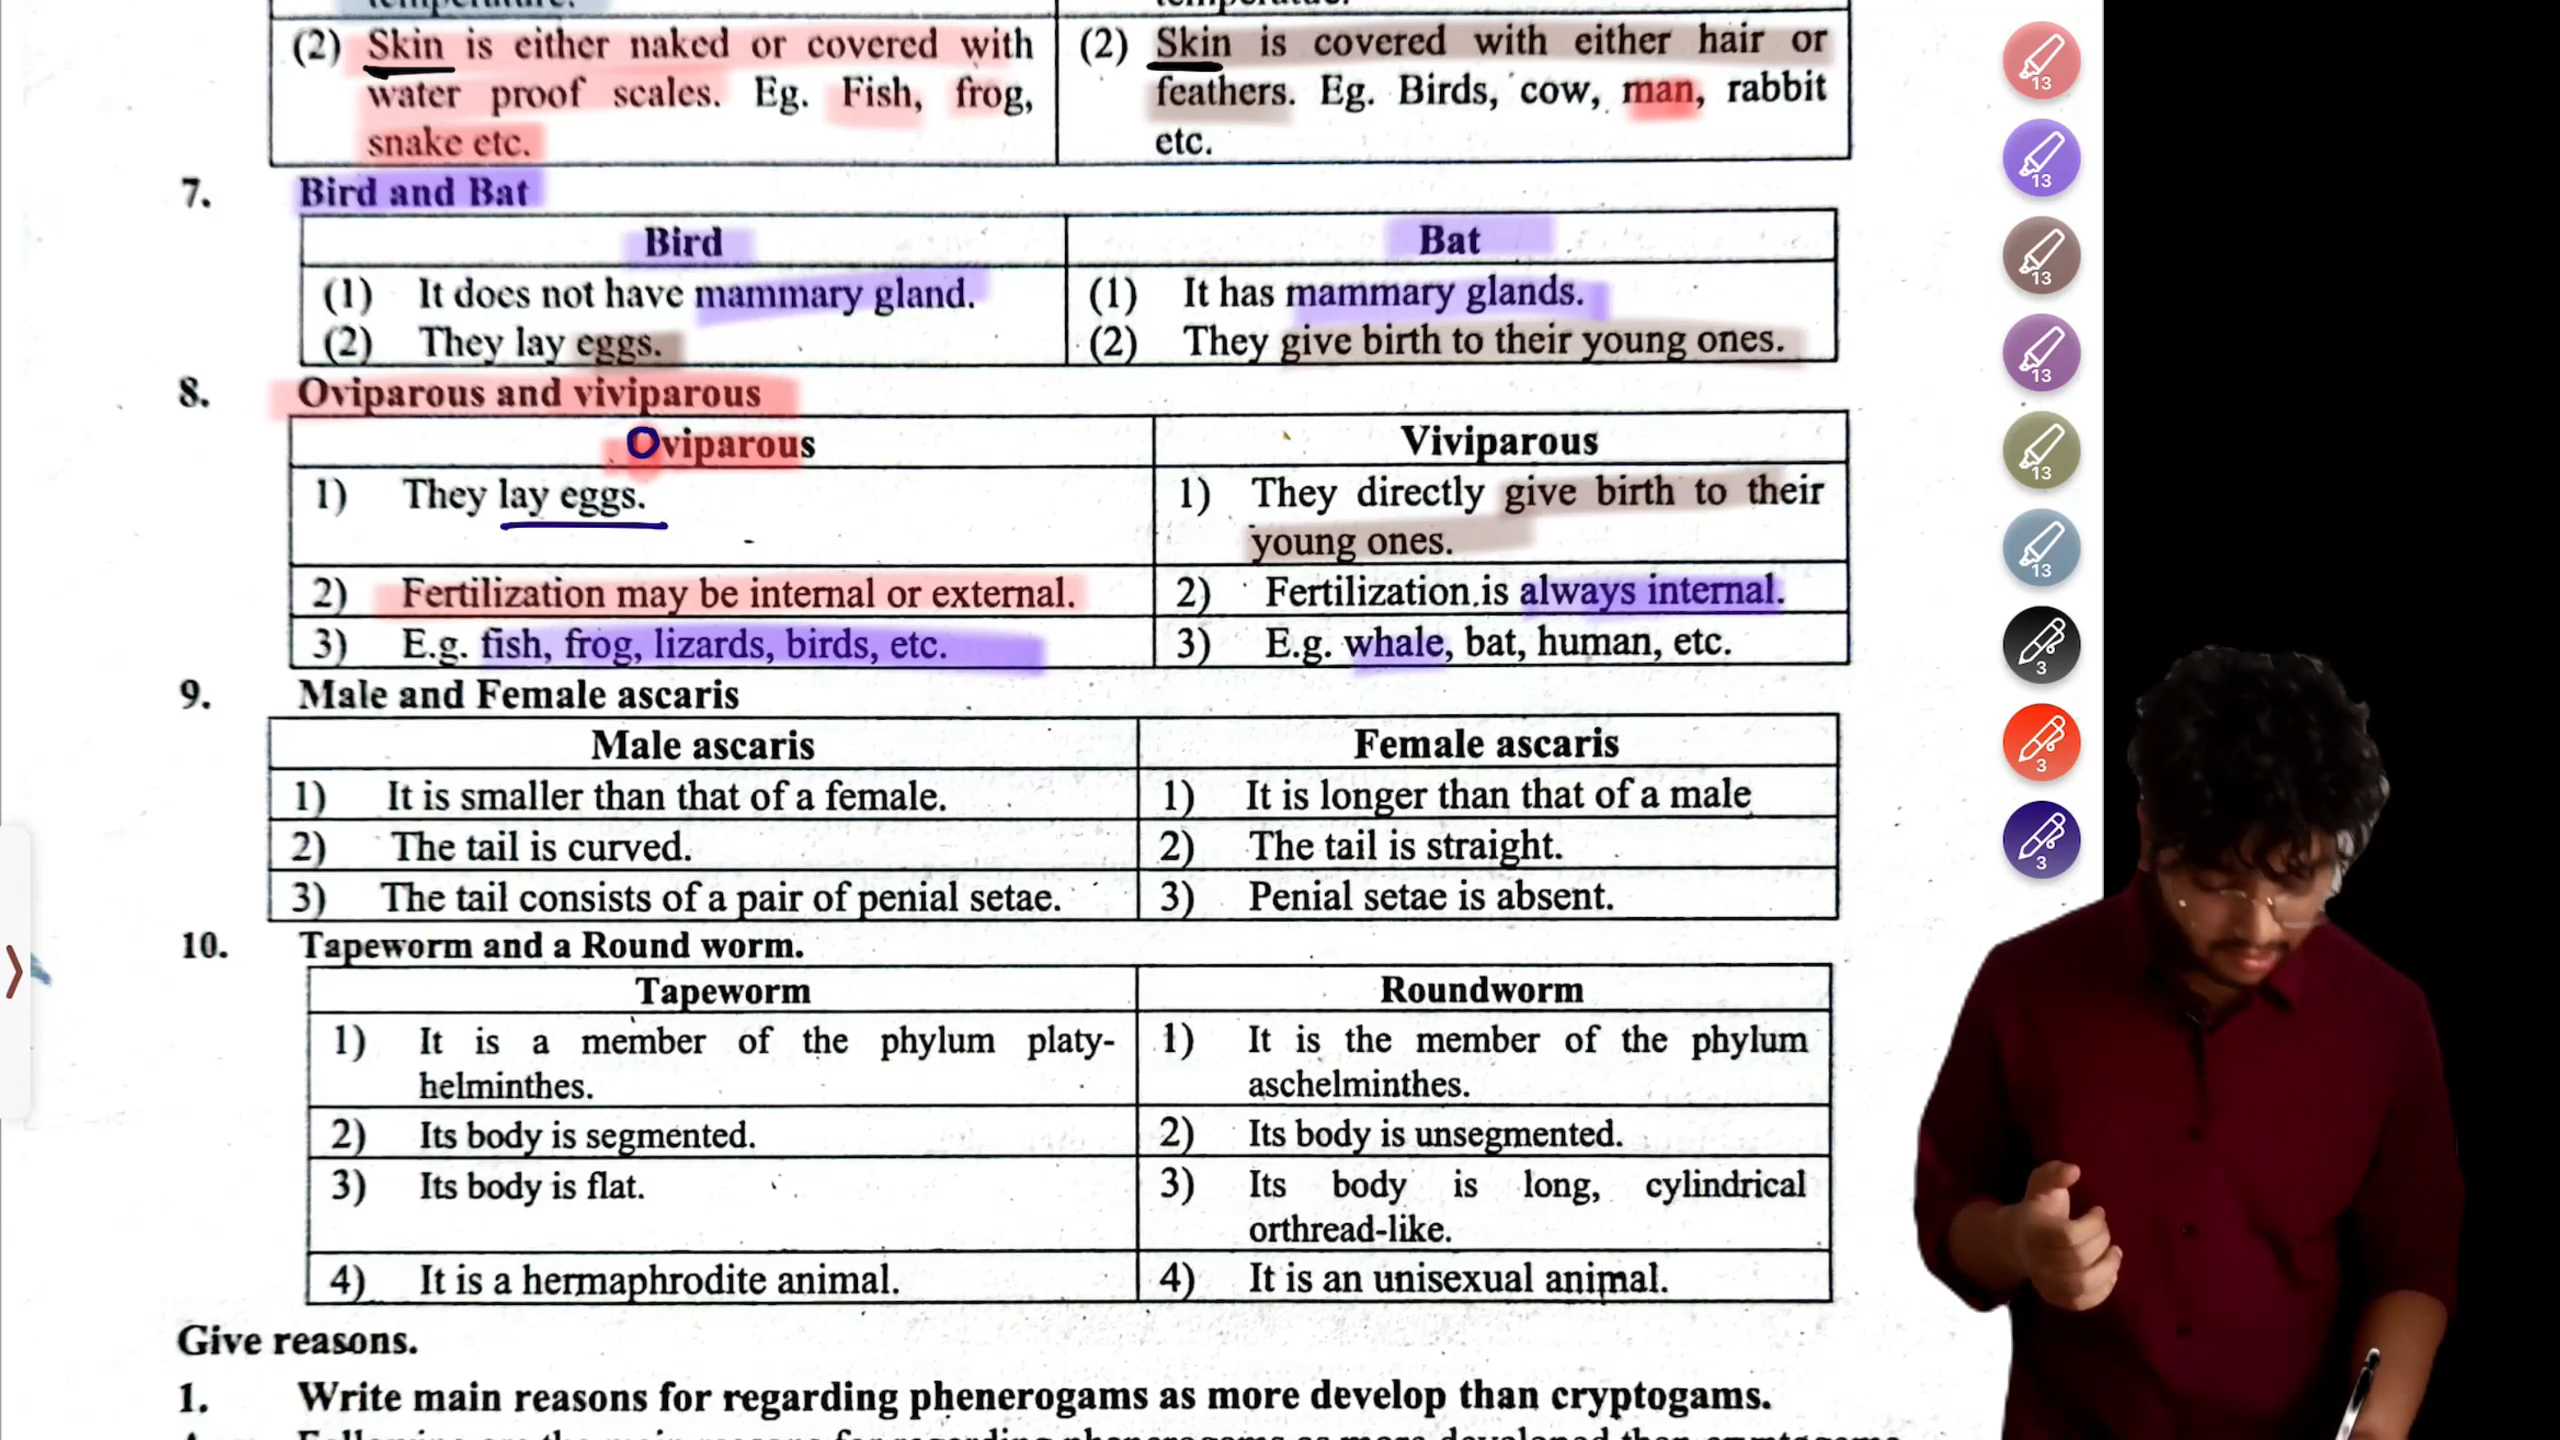 (2) Skin is either naked or covered with
water proof scales. Eg. Fish, frog,
snake etc.
(2) Skin is covered with either hair or
feathers. Eg. Birds, cow, man, rabbit
etc.
7. Bird and Bat
Bird
Bat
(1) It does not have mammary gland.
(1) It has mammary glands.
(2) They lay eggs.
(2) They give birth to their young ones.
8. Oviparous and viviparous
Oviparous
Viviparous
1) They lay eggs.
1) They directly give birth to their
young ones.
2) Fertilization may be internal or external.
2) Fertilization is always internal.
3) E.g. fish, frog, lizards, birds, etc.
3) E.g. whale, bat, human, etc.
9. Male and Female ascaris
Male ascaris
Female ascaris
1) It is smaller than that of a female.
1) It is longer than that of a male
2) The tail is curved.
2) The tail is straight.
3) The tail consists of a pair of penial setae.
3) Penial setae is absent.
10. Tapeworm and a Round worm.
Tapeworm
Roundworm
1) It is a member of the phylum platy-
helminthes.
1) It is the member of the phylum
aschelminthes.
2) Its body is segmented.
2) Its body is unsegmented.
3) Its body is flat.
3) Its body is long, cylindrical
orthread-like.
4) It is a hermaphrodite animal.
4) It is an unisexual animal.
Give reasons.
1. Write main reasons for regarding phenerogams as more develop than cryptogams.
13
13
13
13
13
13
3
3
3